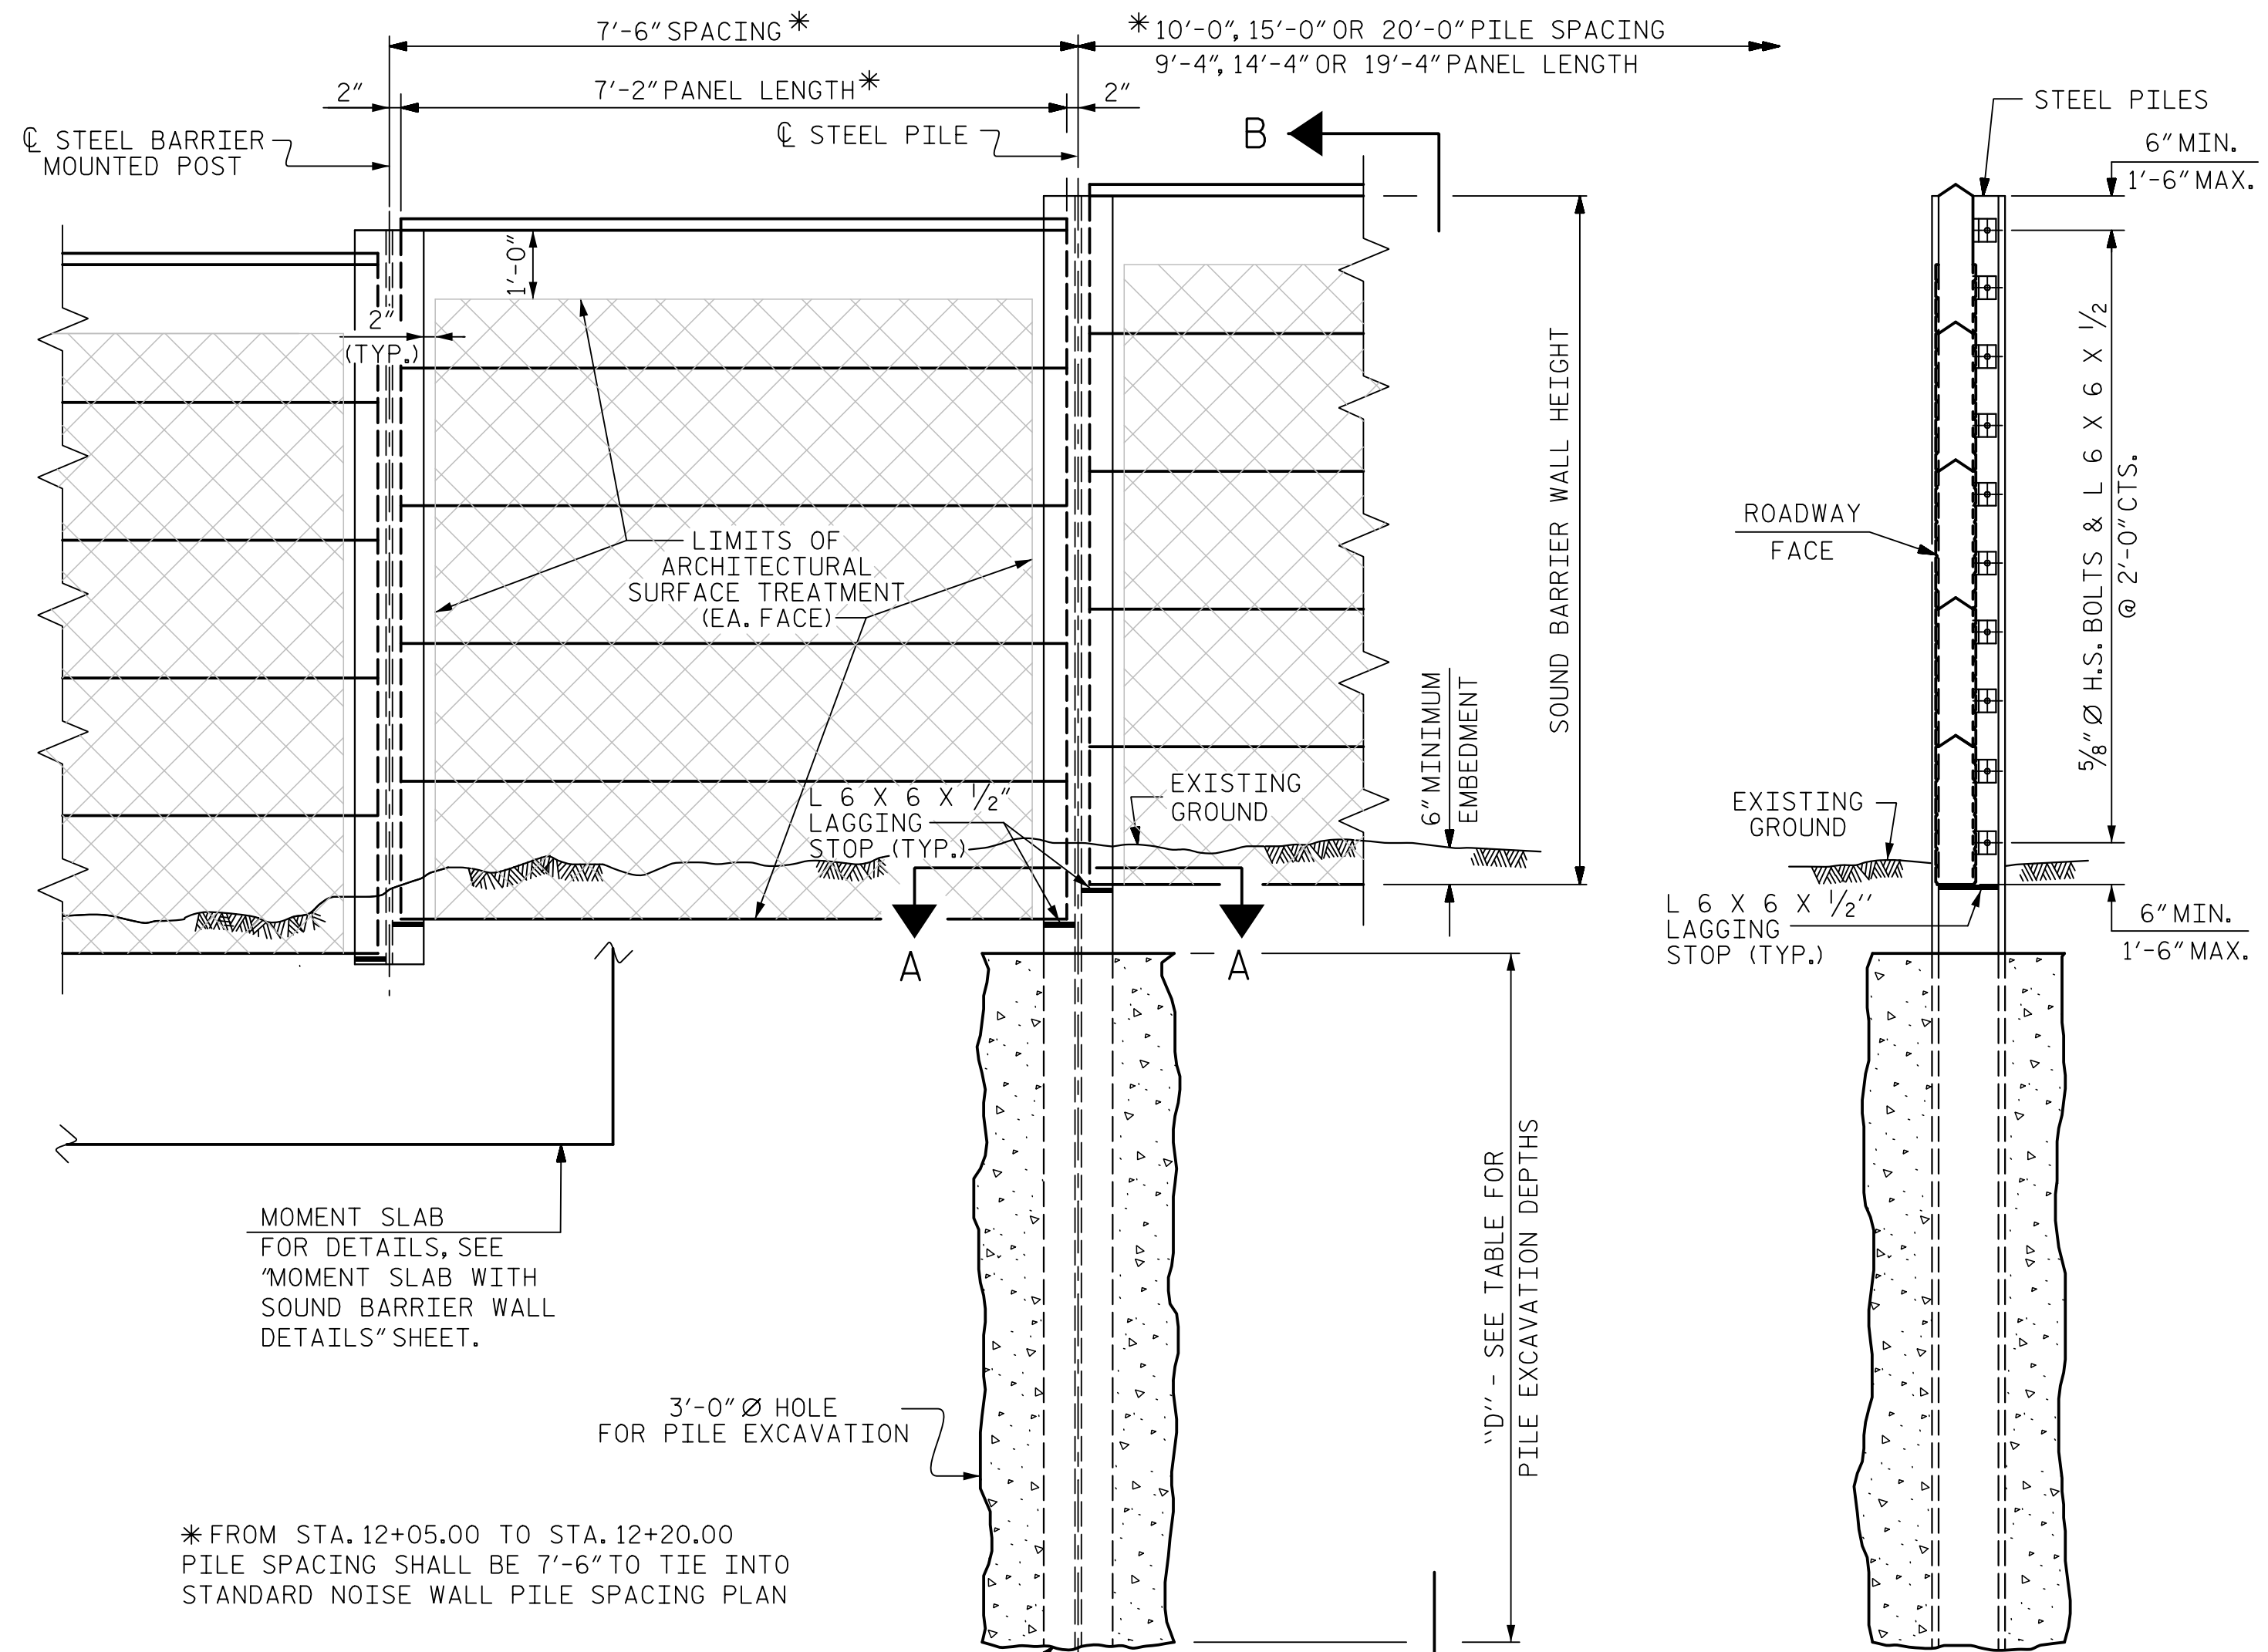 7'-6" SPACING *
* 10'-0", 15'-0" OR 20'-0" PILE SPACING
9'-4", 14'-4" OR 19'-4" PANEL LENGTH
2"
7'-2" PANEL LENGTH *
2"
℄ STEEL BARRIER
MOUNTED POST
℄ STEEL PILE
B
STEEL PILES
6" MIN.
1'-6" MAX.
1'-0"
2"
(TYP.)
LIMITS OF
ARCHITECTURAL
SURFACE TREATMENT
(EA. FACE)
SOUND BARRIER WALL HEIGHT
ROADWAY
FACE
5/8" Ø H.S. BOLTS & L 6 X 6 X 1/2
@ 2'-0" CTS.
6" MINIMUM
EMBEDMENT
L 6 X 6 X 1/2"
LAGGING
STOP (TYP.)
EXISTING
GROUND
EXISTING
GROUND
A
A
L 6 X 6 X 1/2"
LAGGING
STOP (TYP.)
6" MIN.
1'-6" MAX.
MOMENT SLAB
FOR DETAILS, SEE
"MOMENT SLAB WITH
SOUND BARRIER WALL
DETAILS" SHEET.
"D" - SEE TABLE FOR
PILE EXCAVATION DEPTHS
3'-0" Ø HOLE
FOR PILE EXCAVATION
* FROM STA. 12+05.00 TO STA. 12+20.00
PILE SPACING SHALL BE 7'-6" TO TIE INTO
STANDARD NOISE WALL PILE SPACING PLAN